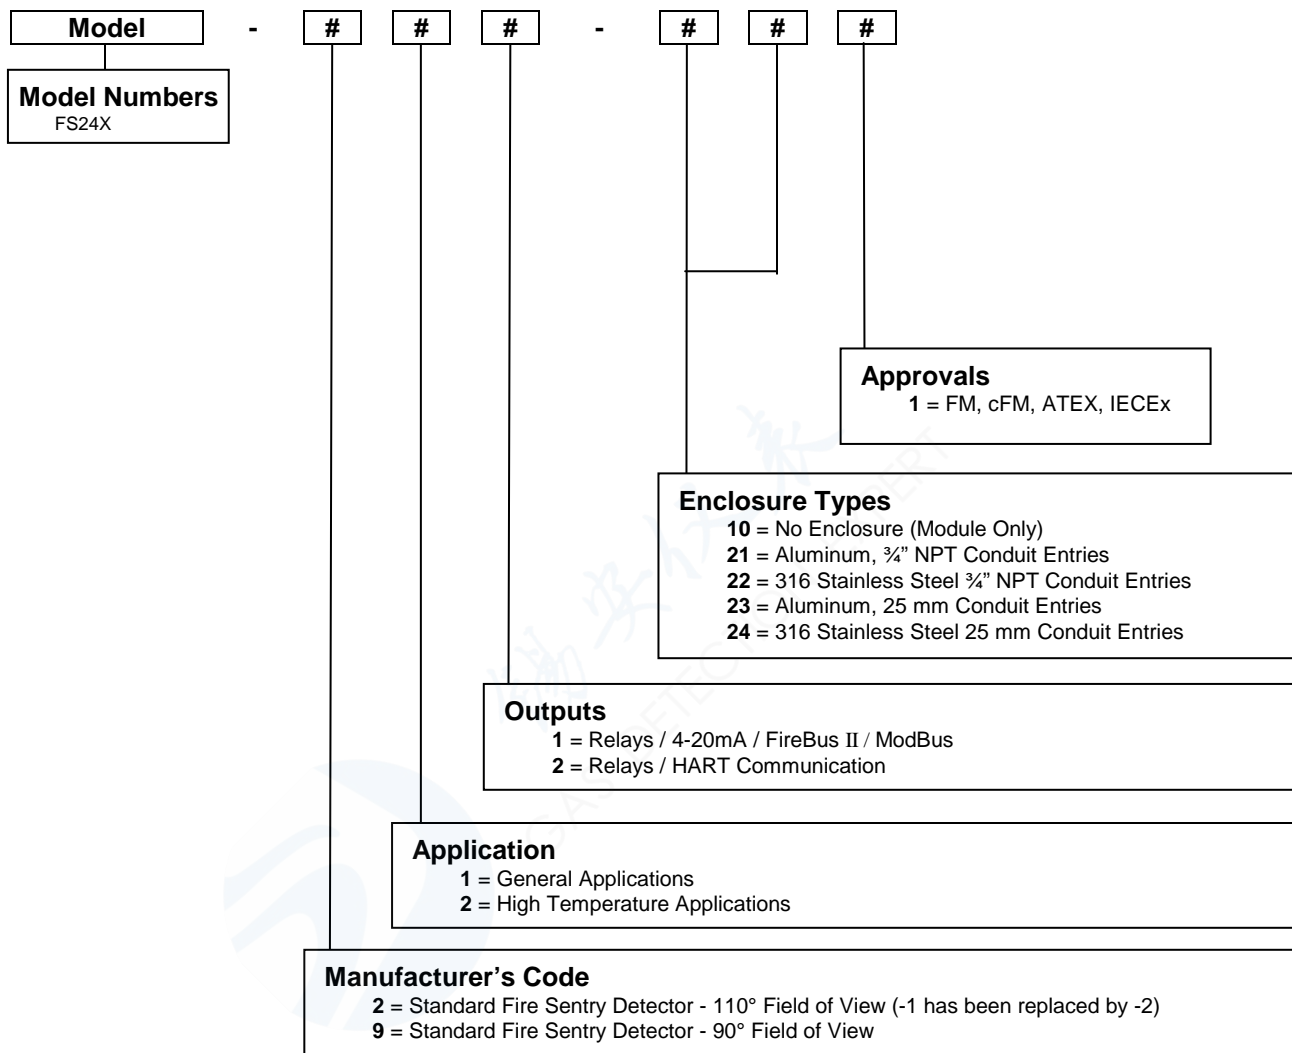 Model - # # # - # # #
Model Numbers
FS24X
Approvals
1 = FM, cFM, ATEX, IECEx
Enclosure Types
10 = No Enclosure (Module Only)
21 = Aluminum, ¾” NPT Conduit Entries
22 = 316 Stainless Steel ¾” NPT Conduit Entries
23 = Aluminum, 25 mm Conduit Entries
24 = 316 Stainless Steel 25 mm Conduit Entries
Outputs
1 = Relays / 4-20mA / FireBus II / ModBus
2 = Relays / HART Communication
Application
1 = General Applications
2 = High Temperature Applications
Manufacturer’s Code
2 = Standard Fire Sentry Detector - 110° Field of View (-1 has been replaced by -2)
9 = Standard Fire Sentry Detector - 90° Field of View
GAS DETECTION EXPERT